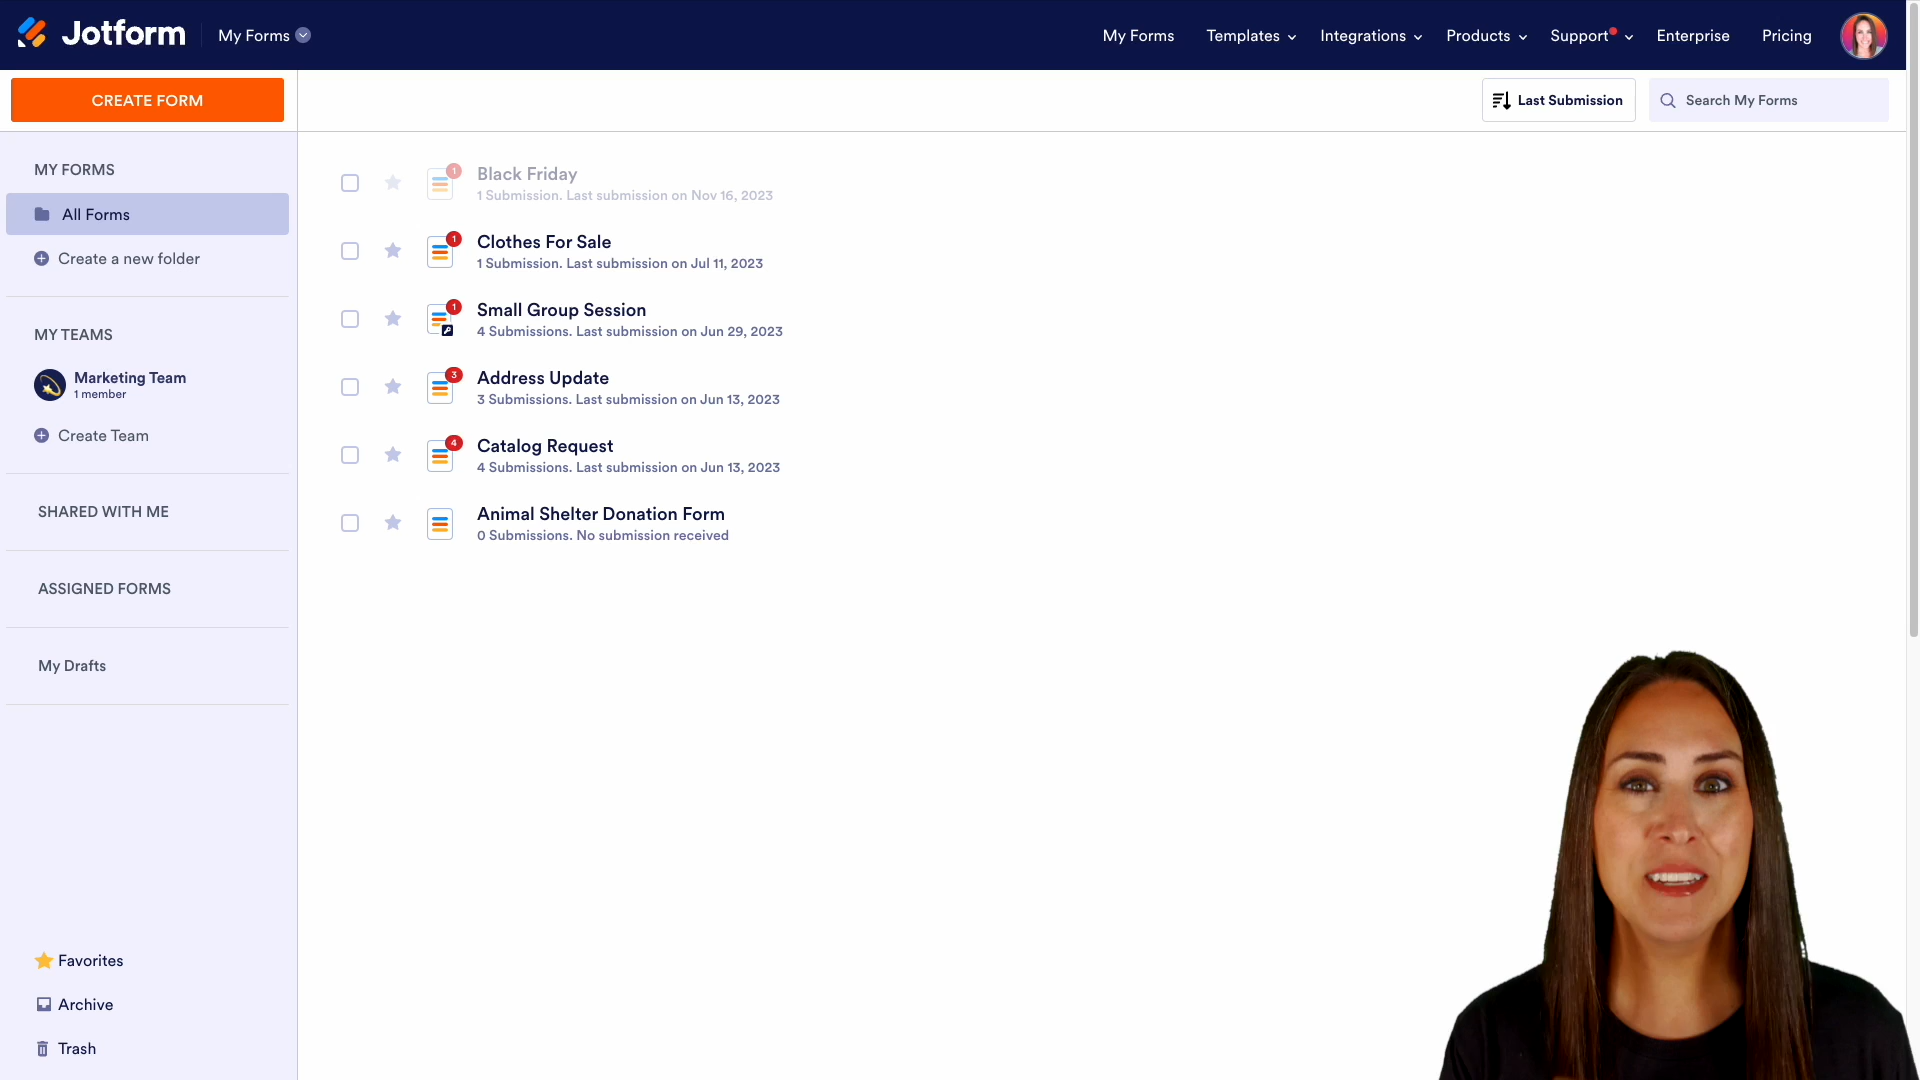 Jotform
My Forms
My Forms
Templates
Integrations
Products
Support
Enterprise
Pricing
CREATE FORM
Last Submission
Search My Forms
MY FORMS
All Forms
Create a new folder
MY TEAMS
Marketing Team
1 member
Create Team
SHARED WITH ME
ASSIGNED FORMS
My Drafts
Favorites
Archive
Trash
1
Black Friday
1 Submission. Last submission on Nov 16, 2023
1
Clothes For Sale
1 Submission. Last submission on Jul 11, 2023
1
Small Group Session
4 Submissions. Last submission on Jun 29, 2023
3
Address Update
3 Submissions. Last submission on Jun 13, 2023
4
Catalog Request
4 Submissions. Last submission on Jun 13, 2023
Animal Shelter Donation Form
0 Submissions. No submission received